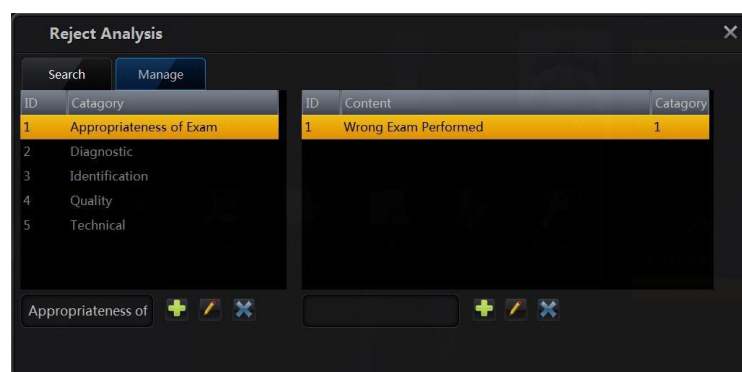 Reject Analysis
Search Manage
ID Catagory
1 Appropriateness of Exam
2 Diagnostic
3 Identification
4 Quality
5 Technical
Appropriateness of
ID Content Catagory
1 Wrong Exam Performed 1